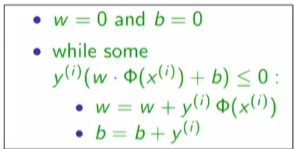 • w = 0 and b = 0
• while some
y⁽ⁱ⁾(w · Φ(x⁽ⁱ⁾) + b) ≤ 0 :
• w = w + y⁽ⁱ⁾ Φ(x⁽ⁱ⁾)
• b = b + y⁽ⁱ⁾